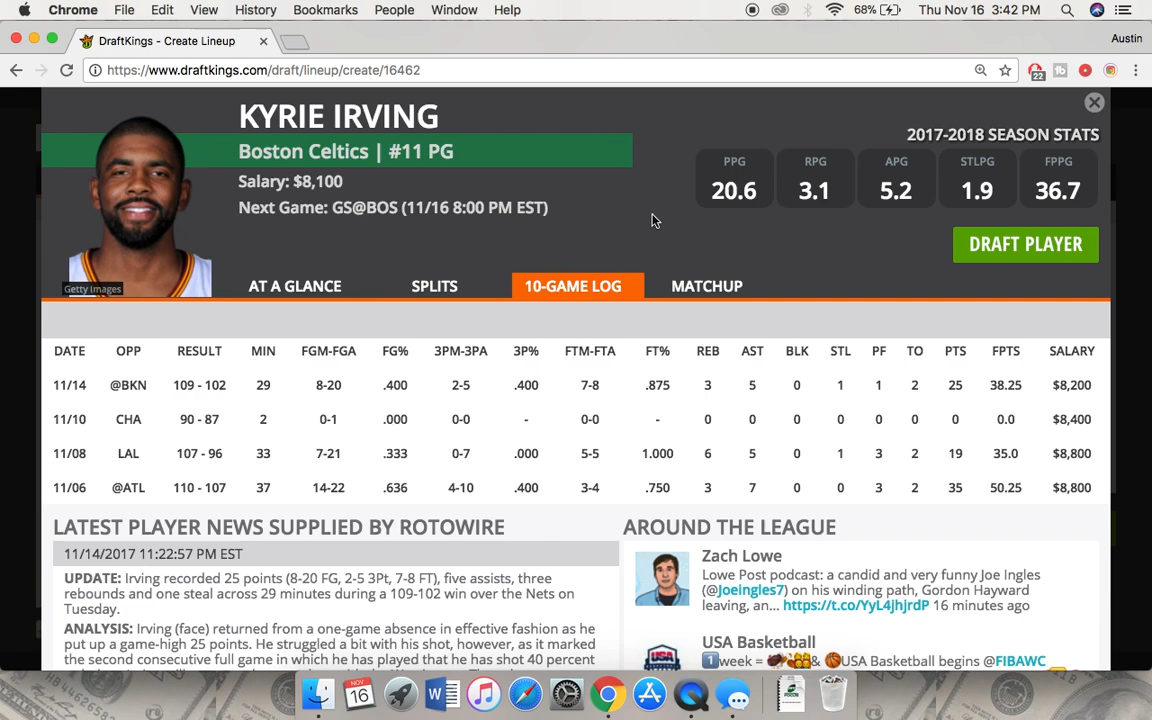 Chrome File Edit View History Bookmarks People Window Help 68% Thu Nov 16 3:42 PM
DraftKings - Create Lineup Austin
https://www.draftkings.com/draft/lineup/create/16462 22
KYRIE IRVING
Boston Celtics | #11 PG
Salary: $8,100
Next Game: GS@BOS (11/16 8:00 PM EST)
Getty Images
2017-2018 SEASON STATS
PPG RPG APG STLPG FPPG
20.6 3.1 5.2 1.9 36.7
DRAFT PLAYER
AT A GLANCE SPLITS 10-GAME LOG MATCHUP
DATE OPP RESULT MIN FGM-FGA FG% 3PM-3PA 3P% FTM-FTA FT% REB AST BLK STL PF TO PTS FPTS SALARY
11/14 @BKN 109 - 102 29 8-20 .400 2-5 .400 7-8 .875 3 5 0 1 1 2 25 38.25 $8,200
11/10 CHA 90 - 87 2 0-1 .000 0-0 - 0-0 - 0 0 0 0 0 0 0 0.0 $8,400
11/08 LAL 107 - 96 33 7-21 .333 0-7 .000 5-5 1.000 6 5 0 1 3 2 19 35.0 $8,800
11/06 @ATL 110 - 107 37 14-22 .636 4-10 .400 3-4 .750 3 7 0 0 3 2 35 50.25 $8,800
LATEST PLAYER NEWS SUPPLIED BY ROTOWIRE
11/14/2017 11:22:57 PM EST
UPDATE: Irving recorded 25 points (8-20 FG, 2-5 3Pt, 7-8 FT), five assists, three
rebounds and one steal across 29 minutes during a 109-102 win over the Nets on
Tuesday.
ANALYSIS: Irving (face) returned from a one-game absence in effective fashion as he
put up a game-high 25 points. He struggled a bit with his shot, however, as it marked
the second consecutive full game in which he has played that he has shot 40 percent
AROUND THE LEAGUE
Zach Lowe
Lowe Post podcast: a candid and very funny Joe Ingles
(@Joeingles7) on his winding path, Gordon Hayward
leaving, an... https://t.co/YyL4jhjrdP 16 minutes ago
USA Basketball
1 week = & USA Basketball begins @FIBAWC
NOV
16